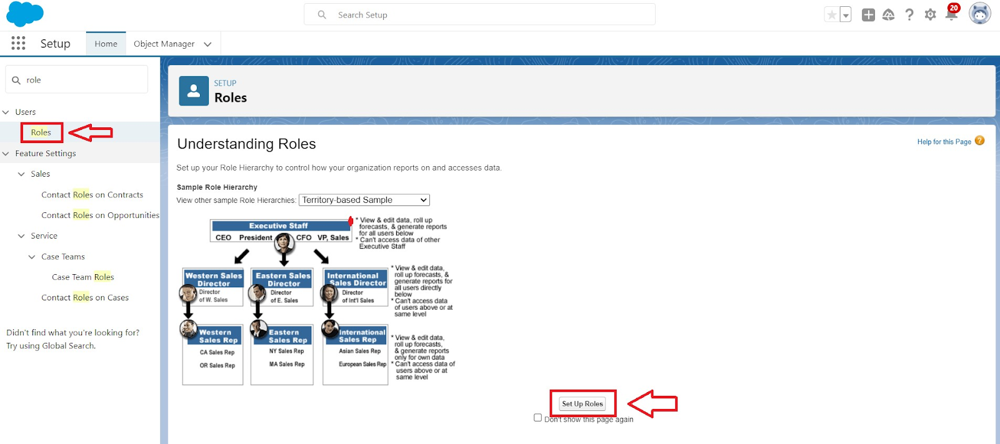 Search Setup
20
Setup
Home
Object Manager
role
Users
Roles
Feature Settings
Sales
Contact Roles on Contracts
Contact Roles on Opportunities
Service
Case Teams
Case Team Roles
Contact Roles on Cases
Didn't find what you're looking for?
Try using Global Search.
SETUP
Roles
Understanding Roles
Help for this Page
?
Set up your Role Hierarchy to control how your organization reports on and accesses data.
Sample Role Hierarchy
View other sample Role Hierarchies: Territory-based Sample
Executive Staff
CEO President CFO VP, Sales
* View & edit data, roll up
forecasts, & generate reports
for all users below
* Can't access data of other
Executive Staff
Western Sales
Director
Director
of W. Sales
Eastern Sales
Director
Director
of E. Sales
International
Sales Director
Director
of Int'l Sales
* View & edit data,
roll up forecasts, &
generate reports for
all users directly
below
* Can't access data
of users above or at
same level
Western
Sales Rep
CA Sales Rep
OR Sales Rep
Eastern
Sales Rep
NY Sales Rep
MA Sales Rep
International
Sales Rep
Asian Sales Rep
European Sales Rep
* View & edit data,
roll up forecasts,
& generate reports
only for own data
* Can't access data of
users above or at
same level
Set Up Roles
Don't show this page again